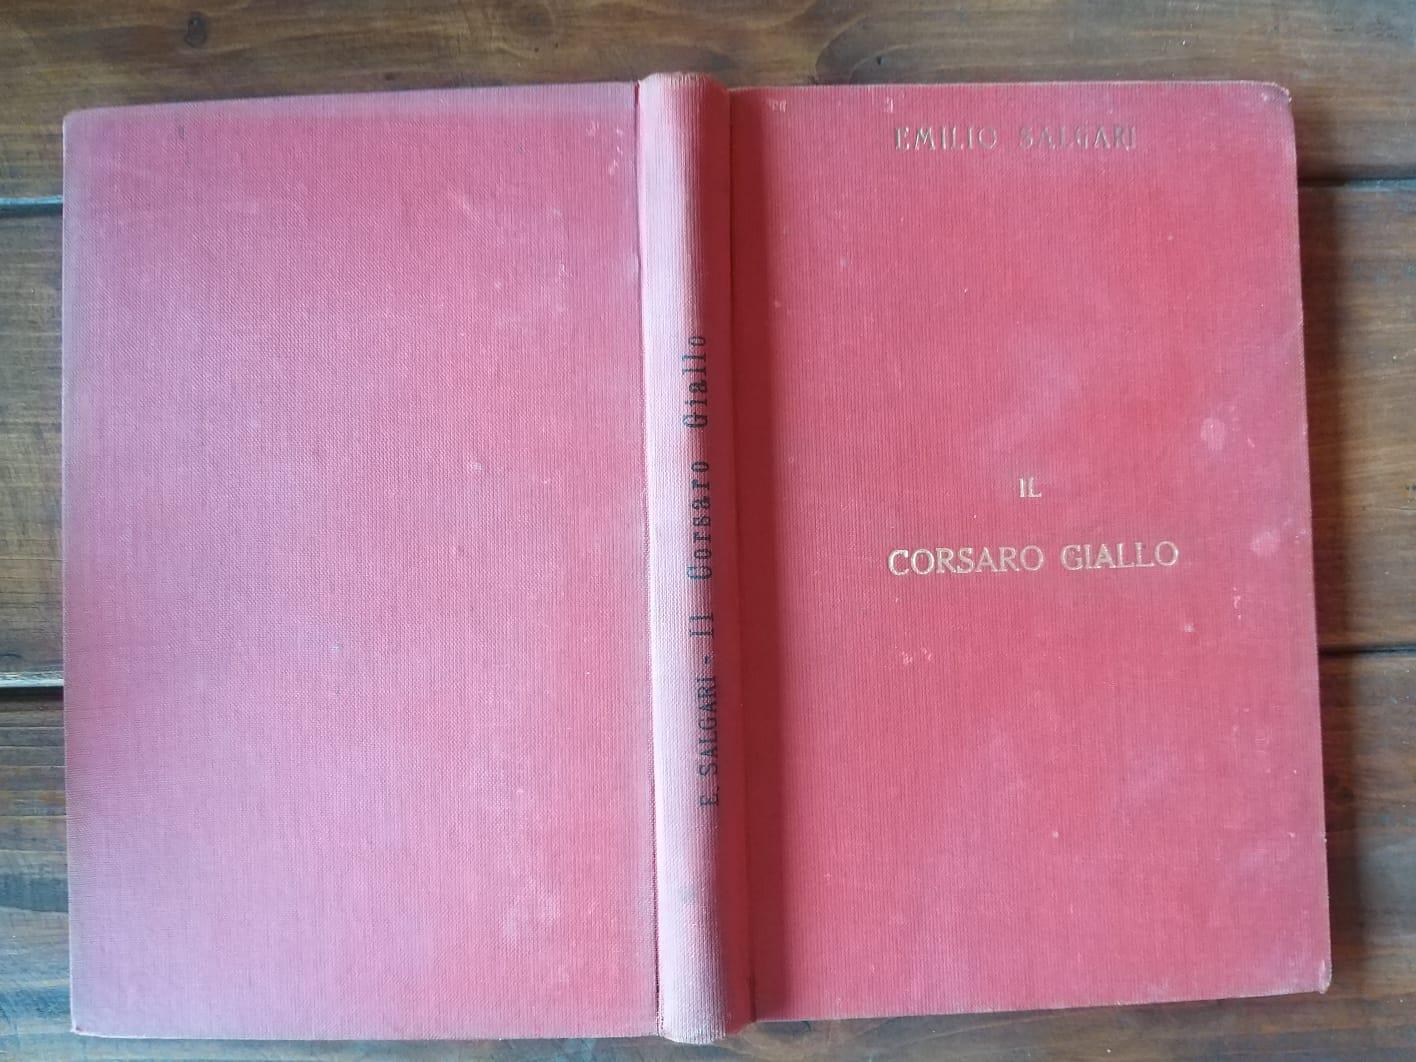 E. SALGARI - Il Corsaro Giallo
EMILIO SALGARI
IL
CORSARO GIALLO